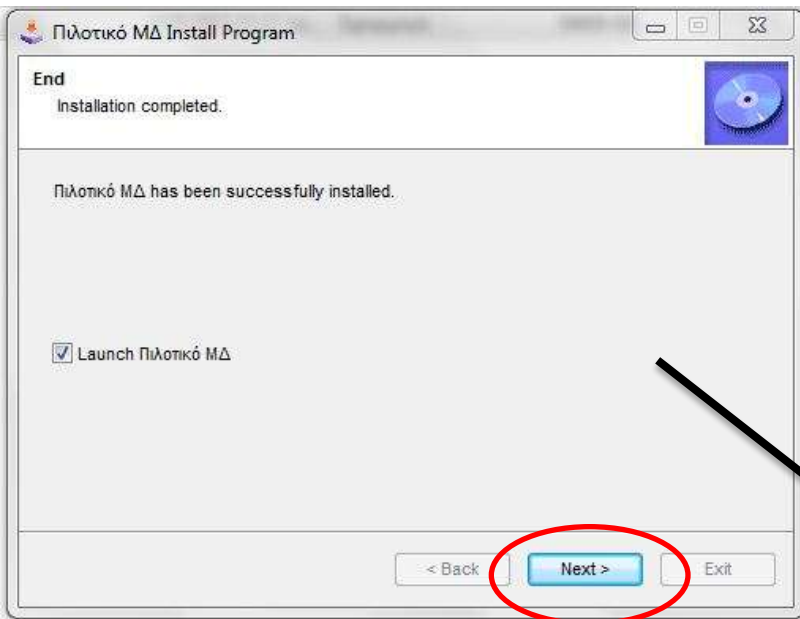 Πιλοτικό ΜΔ Install Program
End
Installation completed.
Πιλοτικό ΜΔ has been successfully installed.
Launch Πιλοτικό ΜΔ
< Back Next > Exit